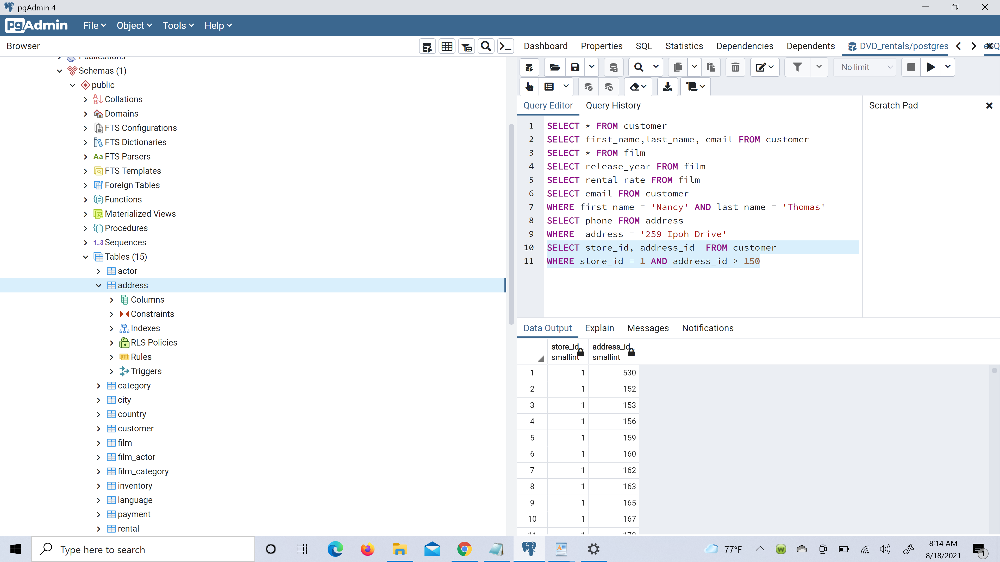 pgAdmin 4
pgAdmin File Object Tools Help
Browser
Dashboard Properties SQL Statistics Dependencies Dependents DVD_rentals/postgres
No limit
Publications
Schemas (1)
public
Collations
Domains
FTS Configurations
FTS Dictionaries
Aa FTS Parsers
FTS Templates
Foreign Tables
Functions
Materialized Views
Procedures
1..3 Sequences
Tables (15)
actor
address
Columns
Constraints
Indexes
RLS Policies
Rules
Triggers
category
city
country
customer
film
film_actor
film_category
inventory
language
payment
rental
Query Editor Query History
Scratch Pad
1 SELECT * FROM customer
2 SELECT first_name,last_name, email FROM customer
3 SELECT * FROM film
4 SELECT release_year FROM film
5 SELECT rental_rate FROM film
6 SELECT email FROM customer
7 WHERE first_name = 'Nancy' AND last_name = 'Thomas'
8 SELECT phone FROM address
9 WHERE  address = '259 Ipoh Drive'
10 SELECT store_id, address_id  FROM customer
11 WHERE store_id = 1 AND address_id > 150
Data Output Explain Messages Notifications
store_id address_id
smallint smallint
1 1 530
2 1 152
3 1 153
4 1 156
5 1 159
6 1 160
7 1 162
8 1 163
9 1 165
10 1 167
11 1 170
Type here to search
77°F
8:14 AM
8/18/2021
1